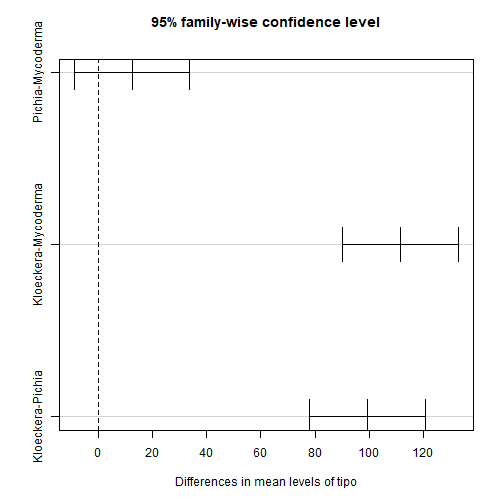 95% family-wise confidence level
Pichia-Mycoderma
Kloeckera-Mycoderma
Kloeckera-Pichia
0 20 40 60 80 100 120
Differences in mean levels of tipo